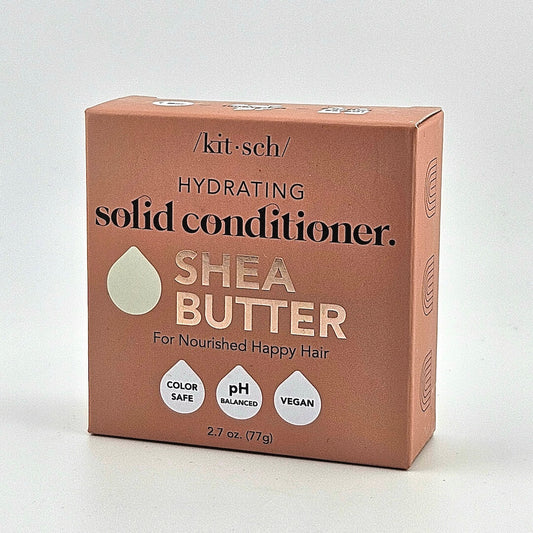 /kit·sch/
HYDRATING
solid conditioner.
SHEA
BUTTER
For Nourished Happy Hair
COLOR
SAFE
pH
BALANCED
VEGAN
2.7 oz. (77g)